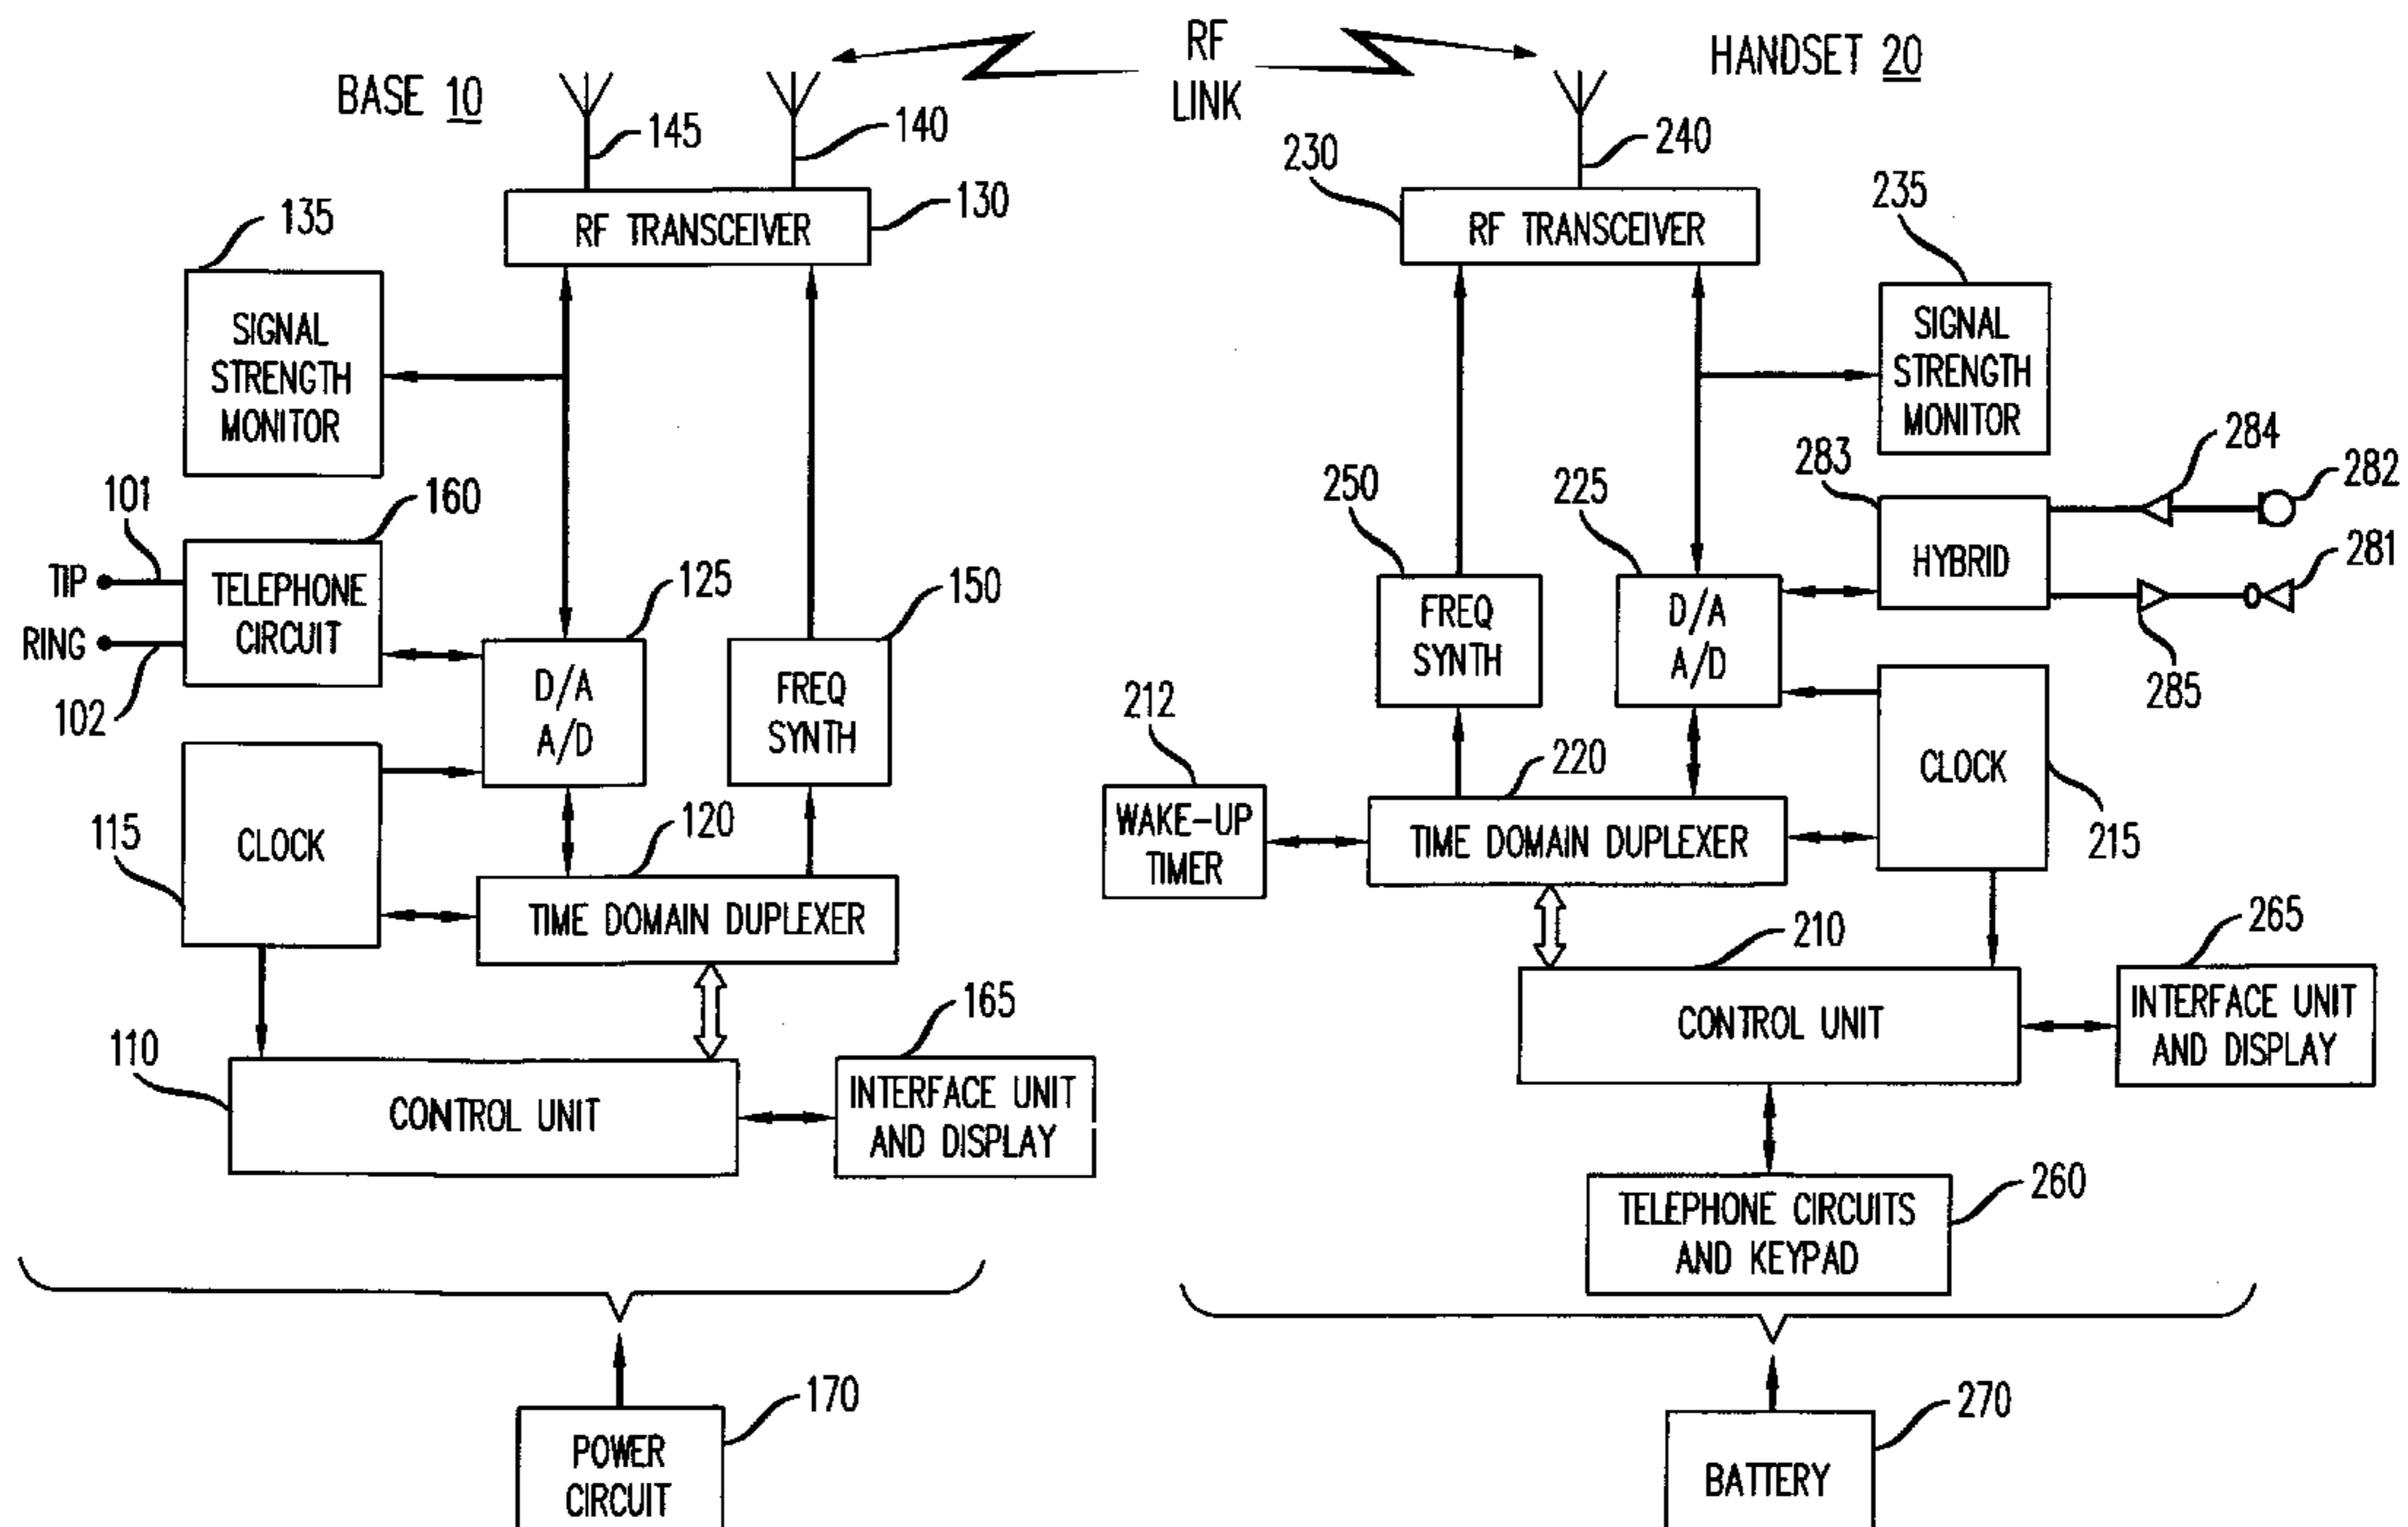 BASE 10
RF
LINK
HANDSET 20
145
140
130
RF TRANSCEIVER
135
SIGNAL
STRENGTH
MONITOR
101
160
TIP
RING
102
TELEPHONE
CIRCUIT
125
D/A
A/D
150
FREQ
SYNTH
115
CLOCK
120
TIME DOMAIN DUPLEXER
110
CONTROL UNIT
165
INTERFACE UNIT
AND DISPLAY
170
POWER
CIRCUIT
230
240
RF TRANSCEIVER
235
SIGNAL
STRENGTH
MONITOR
283
HYBRID
284
282
281
285
250
FREQ
SYNTH
225
D/A
A/D
212
WAKE-UP
TIMER
220
TIME DOMAIN DUPLEXER
CLOCK
215
210
CONTROL UNIT
265
INTERFACE UNIT
AND DISPLAY
260
TELEPHONE CIRCUITS
AND KEYPAD
270
BATTERY